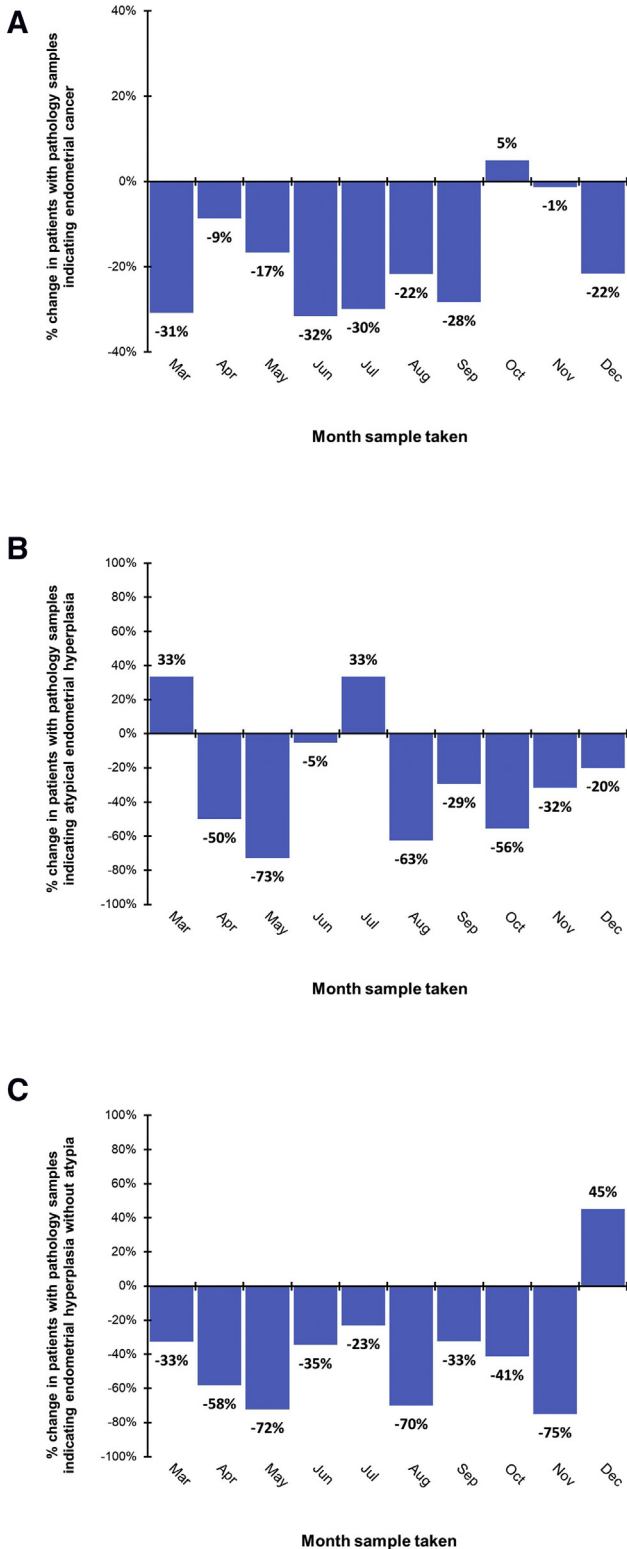 A
% change in patients with pathology samples
indicating endometrial cancer
40%
20%
0%
-20%
-40%
-31%
-9%
-17%
-32%
-30%
-22%
-28%
5%
-1%
-22%
Mar
Apr
May
Jun
Jul
Aug
Sep
Oct
Nov
Dec
Month sample taken
B
% change in patients with pathology samples
indicating atypical endometrial hyperplasia
100%
80%
60%
40%
20%
0%
-20%
-40%
-60%
-80%
-100%
33%
-50%
-73%
-5%
33%
-63%
-29%
-56%
-32%
-20%
Mar
Apr
May
Jun
Jul
Aug
Sep
Oct
Nov
Dec
Month sample taken
C
% change in patients with pathology samples
indicating endometrial hyperplasia without atypia
100%
80%
60%
40%
20%
0%
-20%
-40%
-60%
-80%
-100%
-33%
-58%
-72%
-35%
-23%
-70%
-33%
-41%
-75%
45%
Mar
Apr
May
Jun
Jul
Aug
Sep
Oct
Nov
Dec
Month sample taken